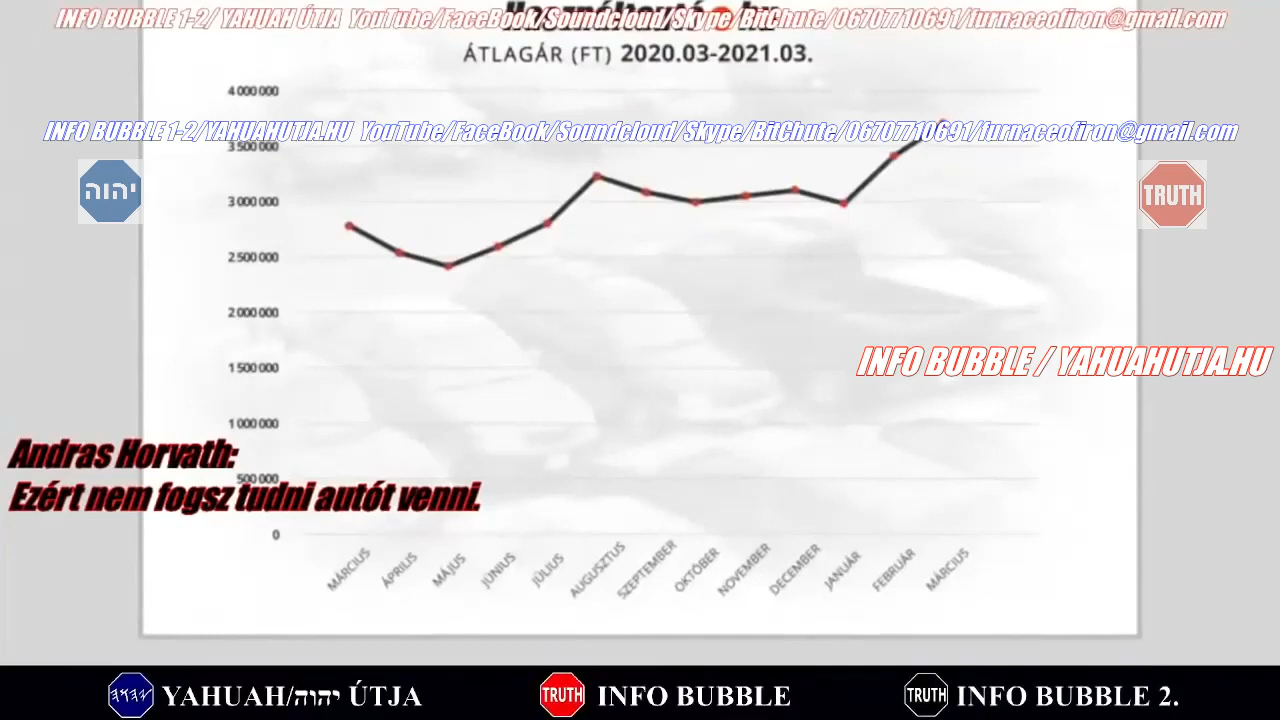 INFO BUBBLE 1-2/ YAHUAH ÚTJA YouTube/FaceBook/Soundcloud/Skype/BitChute/06707710691/furnaceofiron@gmail.com
ÁTLAGÁR (FT) 2020.03-2021.03.
4 000 000
INFO BUBBLE 1-2/YAHUAHUTJA.HU YouTube/FaceBook/Soundcloud/Skype/BitChute/06707710691/furnaceofiron@gmail.com
3 500 000
יהוה
TRUTH
3 000 000
2 500 000
2 000 000
INFO BUBBLE / YAHUAHUTJA.HU
1 500 000
1 000 000
Andras Horvath:
500 000
Ezért nem fogsz tudni autót venni.
0
MÁRCIUS ÁPRILIS MÁJUS JÚNIUS JÚLIUS AUGUSZTUS SZEPTEMBER OKTÓBER NOVEMBER DECEMBER JANUÁR FEBRUÁR MÁRCIUS
YAHUAH/יהוה ÚTJA TRUTH INFO BUBBLE TRUTH INFO BUBBLE 2.